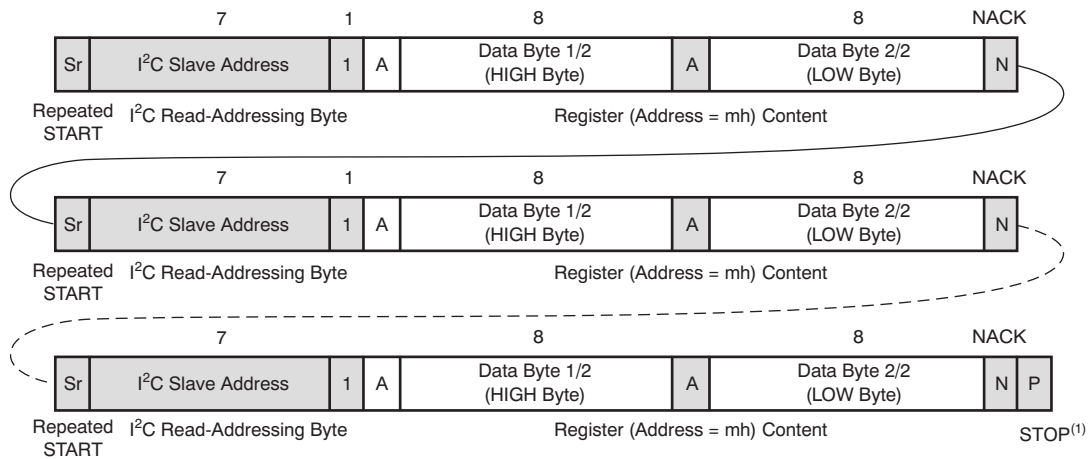 7 1 8 8 NACK
Sr I²C Slave Address 1 A Data Byte 1/2 A Data Byte 2/2 N
(HIGH Byte) (LOW Byte)
Repeated I²C Read-Addressing Byte Register (Address = mh) Content
START
7 1 8 8 NACK
Sr I²C Slave Address 1 A Data Byte 1/2 A Data Byte 2/2 N
(HIGH Byte) (LOW Byte)
Repeated I²C Read-Addressing Byte Register (Address = mh) Content
START
7 8 8 NACK
Sr I²C Slave Address 1 A Data Byte 1/2 A Data Byte 2/2 N P
(HIGH Byte) (LOW Byte)
Repeated I²C Read-Addressing Byte Register (Address = mh) Content STOP⁽¹⁾
START